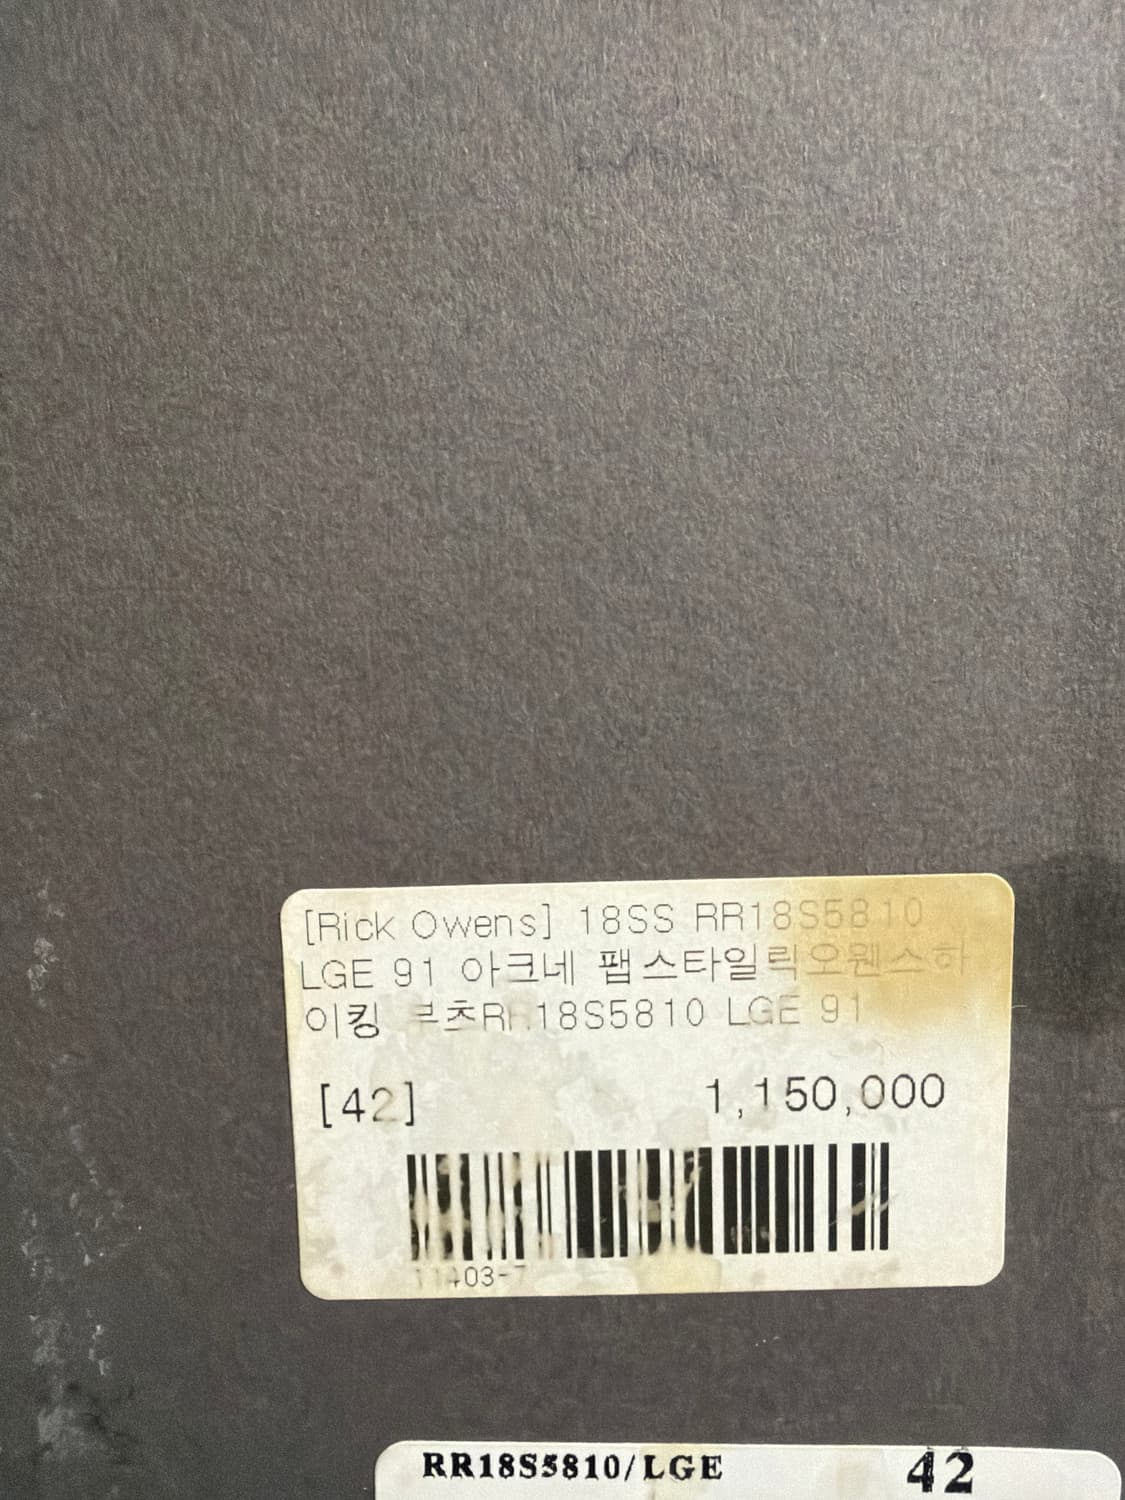 [Rick Owens] 18SS RR18S5810
LGE 91 아크네 팹스타일릭오웬스하
이킹 부츠RR18S5810 LGE 91
[42] 1,150,000
11403-7
RR18S5810/LGE 42